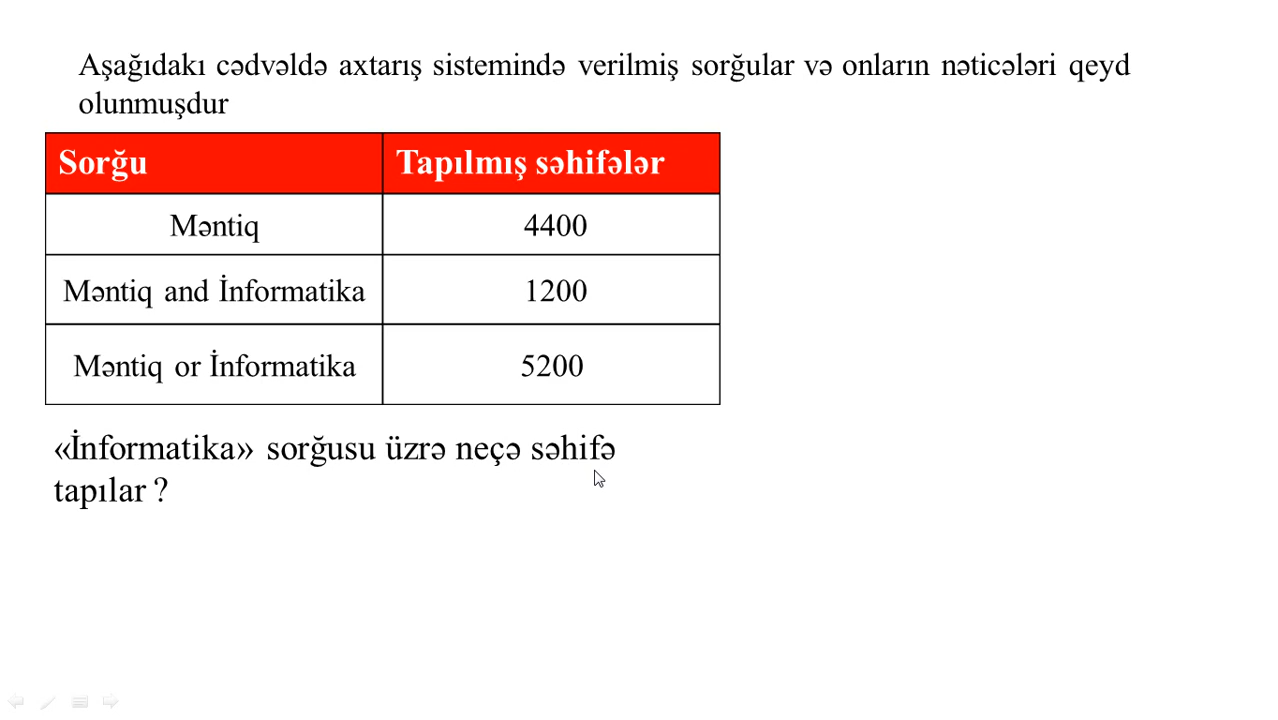 Aşağıdakı cədvəldə axtarış sistemində verilmiş sorğular və onların nəticələri qeyd
olunmuşdur
Sorğu Tapılmış səhifələr
Məntiq 4400
Məntiq and İnformatika 1200
Məntiq or İnformatika 5200
«İnformatika» sorğusu üzrə neçə səhifə
tapılar ?